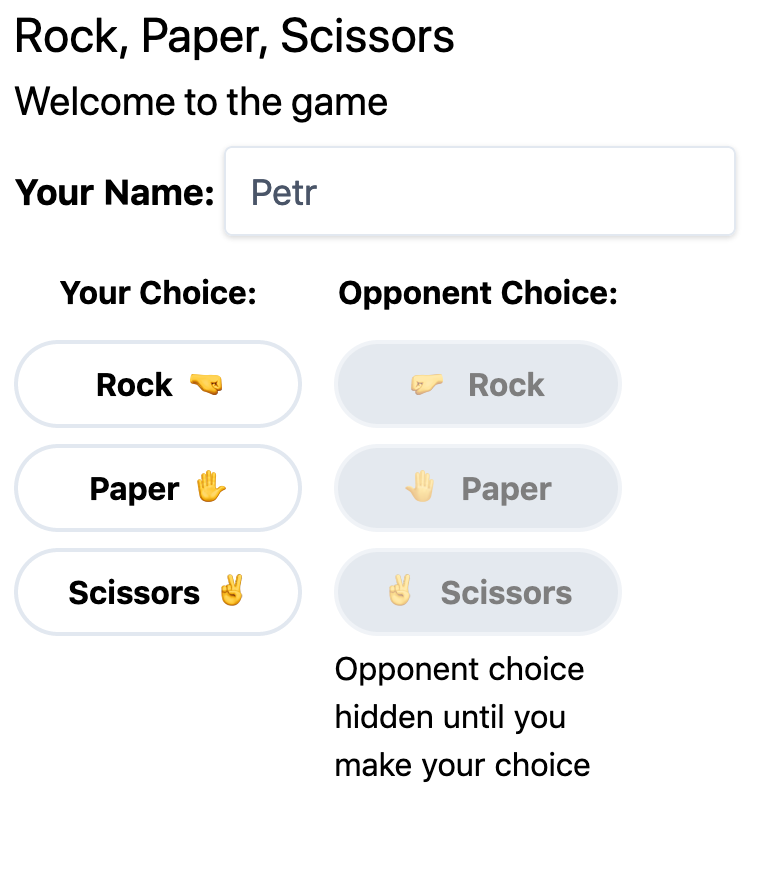 Rock, Paper, Scissors
Welcome to the game
Your Name: Petr
Your Choice:
Rock 🤜
Paper ✋
Scissors ✌️
Opponent Choice:
🤛 Rock
🤚 Paper
✌️ Scissors
Opponent choice
hidden until you
make your choice